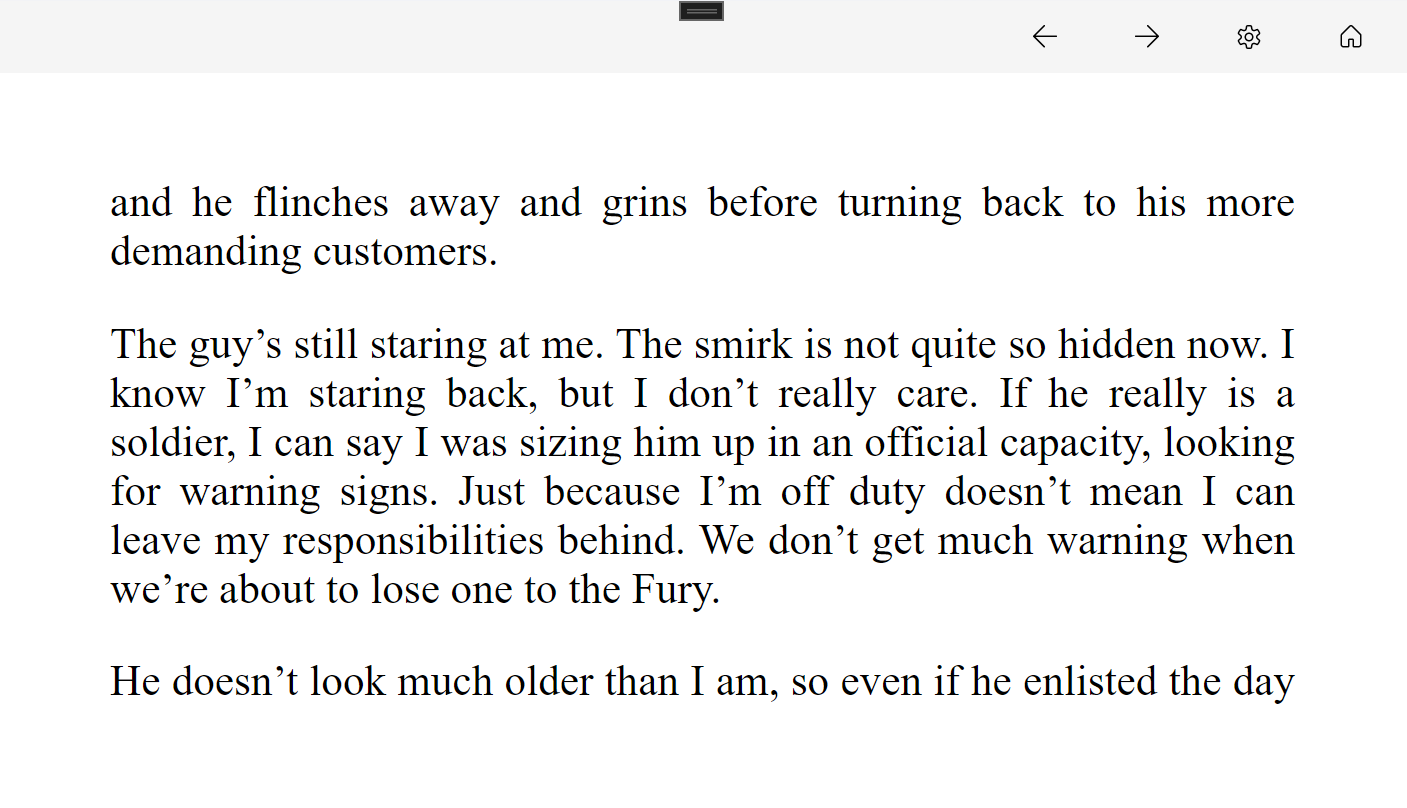 and he flinches away and grins before turning back to his more
demanding customers.
The guy’s still staring at me. The smirk is not quite so hidden now. I
know I’m staring back, but I don’t really care. If he really is a
soldier, I can say I was sizing him up in an official capacity, looking
for warning signs. Just because I’m off duty doesn’t mean I can
leave my responsibilities behind. We don’t get much warning when
we’re about to lose one to the Fury.
He doesn’t look much older than I am, so even if he enlisted the day